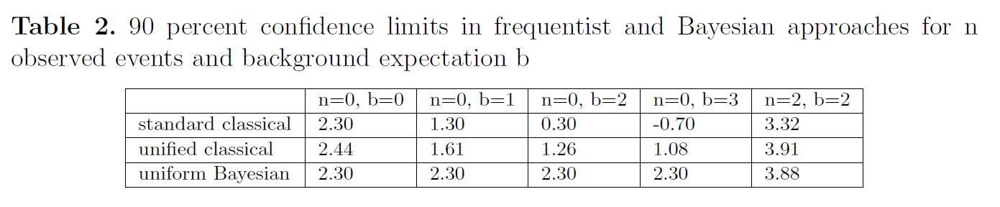 Table 2. 90 percent confidence limits in frequentist and Bayesian approaches for n
observed events and background expectation b
n=0, b=0 n=0, b=1 n=0, b=2 n=0, b=3 n=2, b=2
standard classical 2.30 1.30 0.30 -0.70 3.32
unified classical 2.44 1.61 1.26 1.08 3.91
uniform Bayesian 2.30 2.30 2.30 2.30 3.88